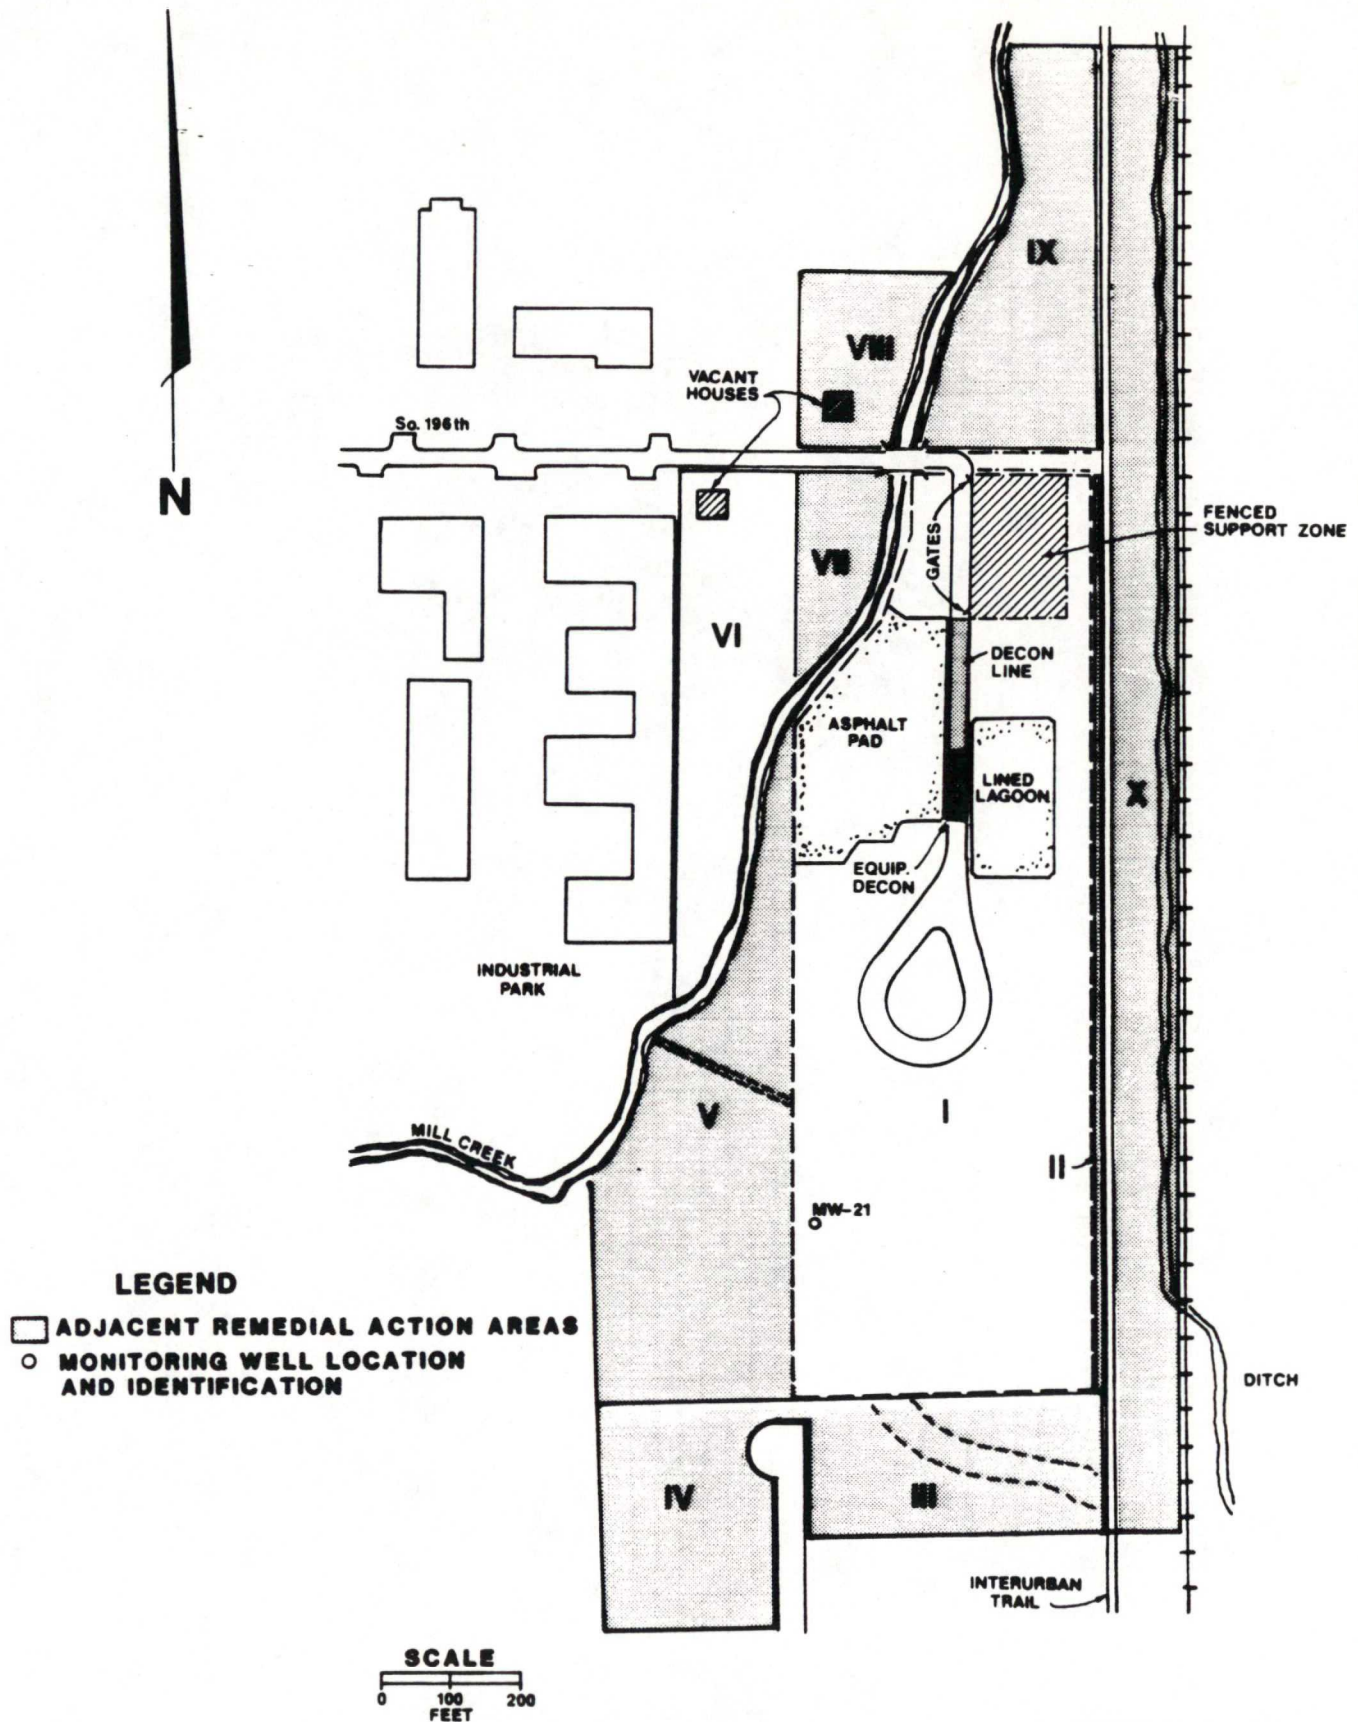 IX
VIII
VACANT
HOUSES
So. 196th
N
FENCED
SUPPORT ZONE
GATES
VII
VI
DECON
LINE
ASPHALT
PAD
LINED
LAGOON
X
EQUIP.
DECON
INDUSTRIAL
PARK
V
I
MILL CREEK
II
MW-21
LEGEND
ADJACENT REMEDIAL ACTION AREAS
MONITORING WELL LOCATION
AND IDENTIFICATION
DITCH
IV
III
INTERURBAN
TRAIL
SCALE
0 100 200
FEET